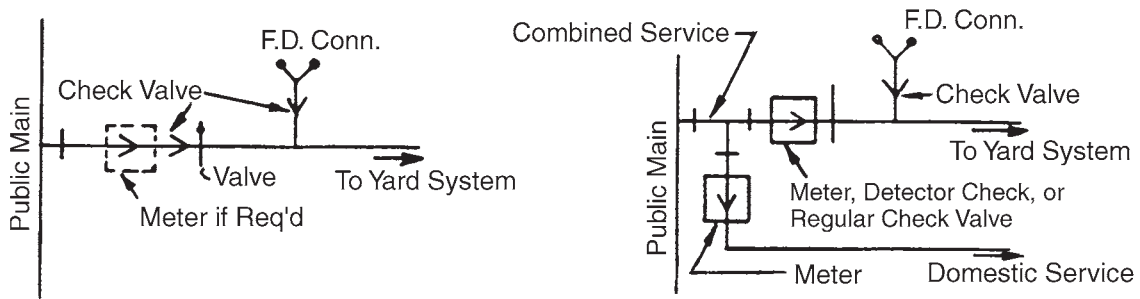 F.D. Conn.
Check Valve
Public Main
Valve
To Yard System
Meter if Req'd
Combined Service
F.D. Conn.
Check Valve
To Yard System
Public Main
Meter, Detector Check, or
Regular Check Valve
Meter
Domestic Service